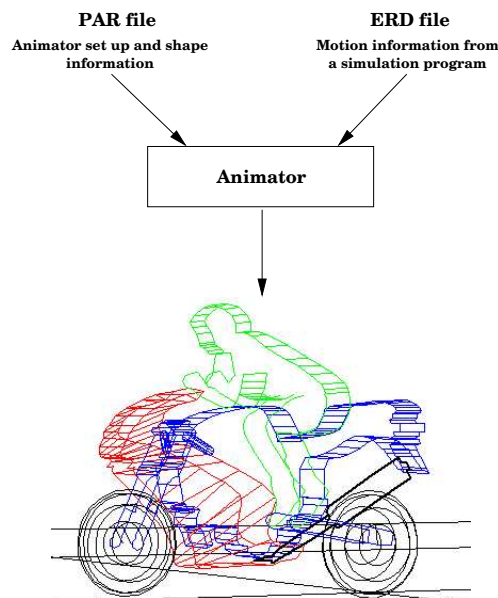 PAR file
Animator set up and shape
information
ERD file
Motion information from
a simulation program
Animator